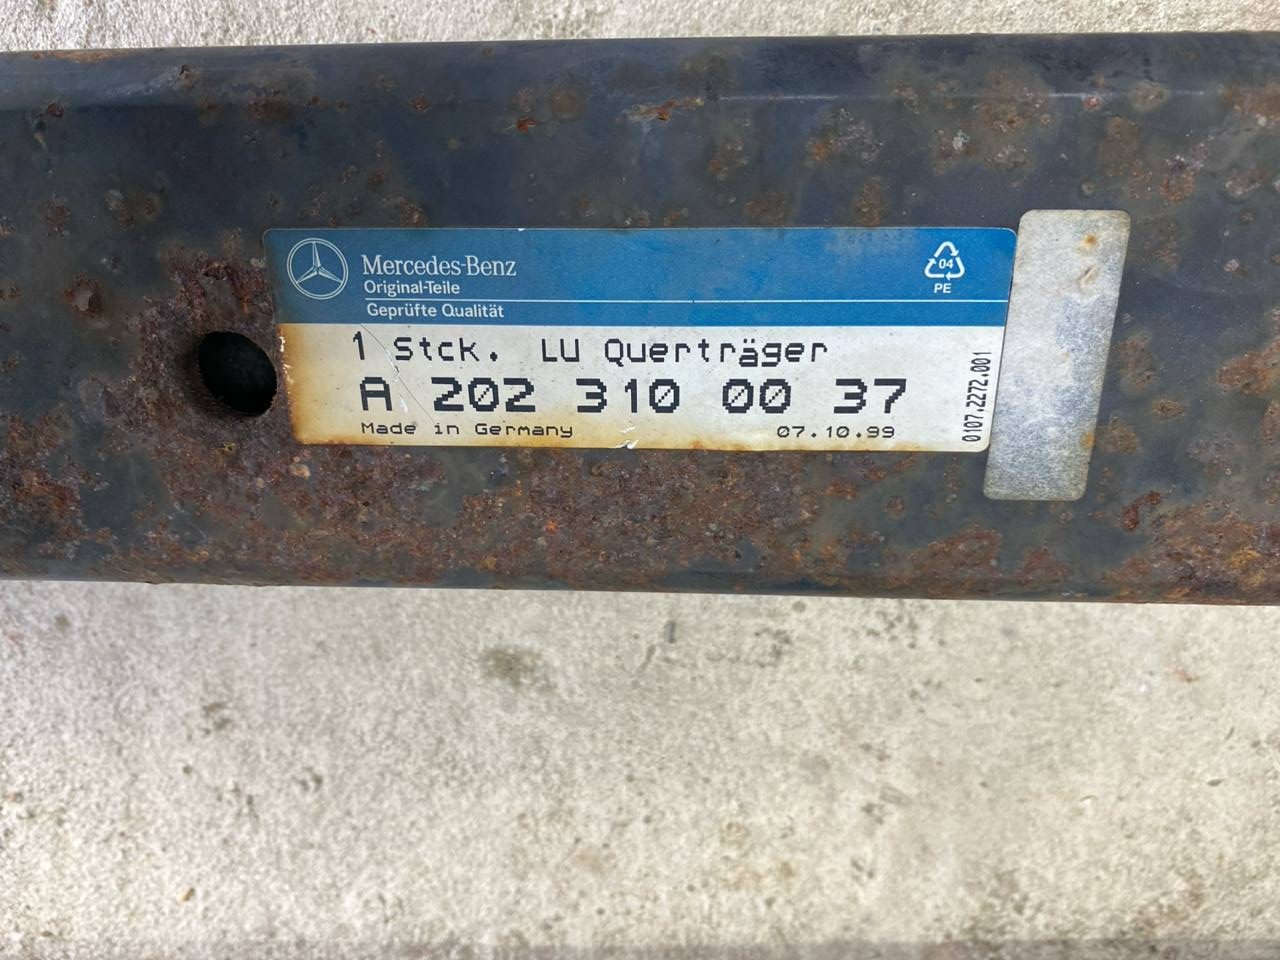 Mercedes-Benz
Original-Teile
Geprüfte Qualität
04
PE
1 Stck. LU Querträger
A 202 310 00 37
Made in Germany 07.10.99
0107.2272.001